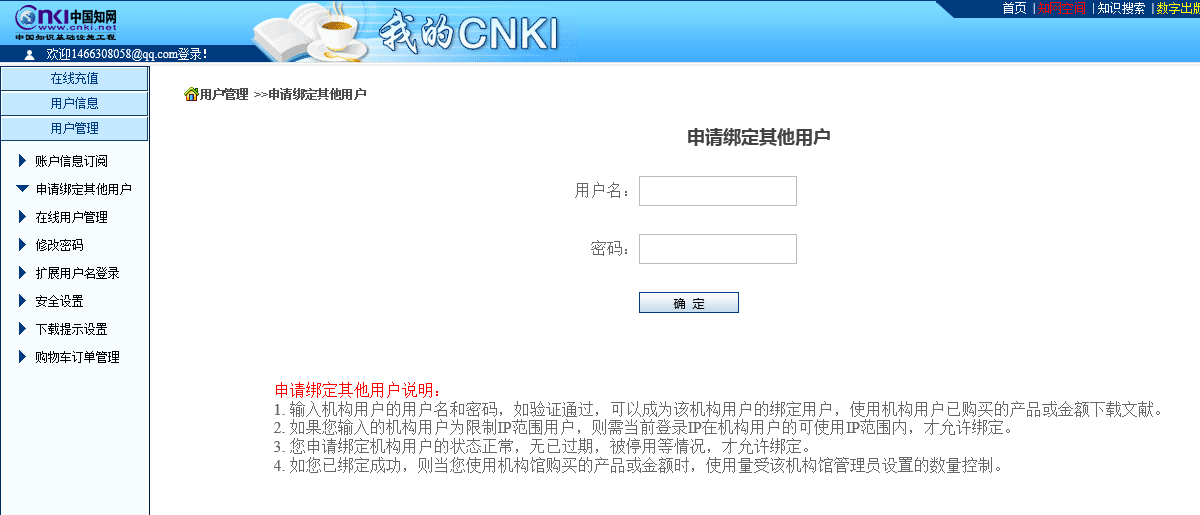 CNKI中国知网
www.cnki.net
中国知识基础设施工程
我的CNKI
首页 | 知网空间 | 知识搜索 | 数字出版
欢迎1466308058@qq.com登录!
在线充值
用户信息
用户管理
账户信息订阅
申请绑定其他用户
在线用户管理
修改密码
扩展用户名登录
安全设置
下载提示设置
购物车订单管理
用户管理 >>申请绑定其他用户
申请绑定其他用户
用户名：
密码：
确 定
申请绑定其他用户说明：
1. 输入机构用户的用户名和密码，如验证通过，可以成为该机构用户的绑定用户，使用机构用户已购买的产品或金额下载文献。
2. 如果您输入的机构用户为限制IP范围用户，则需当前登录IP在机构用户的可使用IP范围内，才允许绑定。
3. 您申请绑定机构用户的状态正常，无已过期，被停用等情况，才允许绑定。
4. 如您已绑定成功，则当您使用机构馆购买的产品或金额时，使用量受该机构馆管理员设置的数量控制。